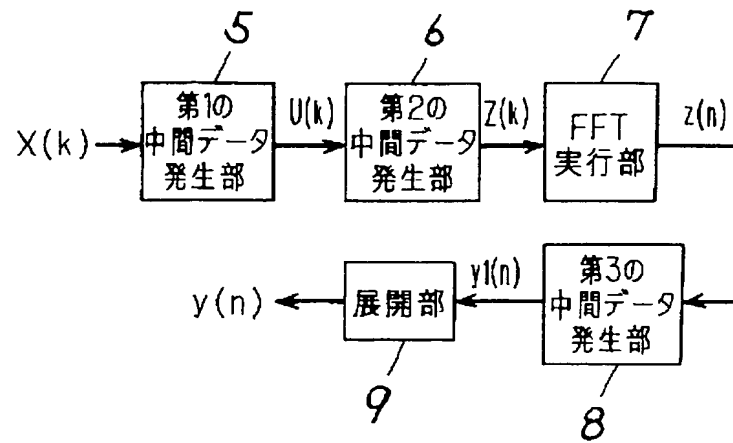 5
6
7
X(k)
第1の
中間データ
発生部
U(k)
第2の
中間データ
発生部
Z(k)
FFT
実行部
z(n)
y(n)
展開部
y1(n)
第3の
中間データ
発生部
9
8